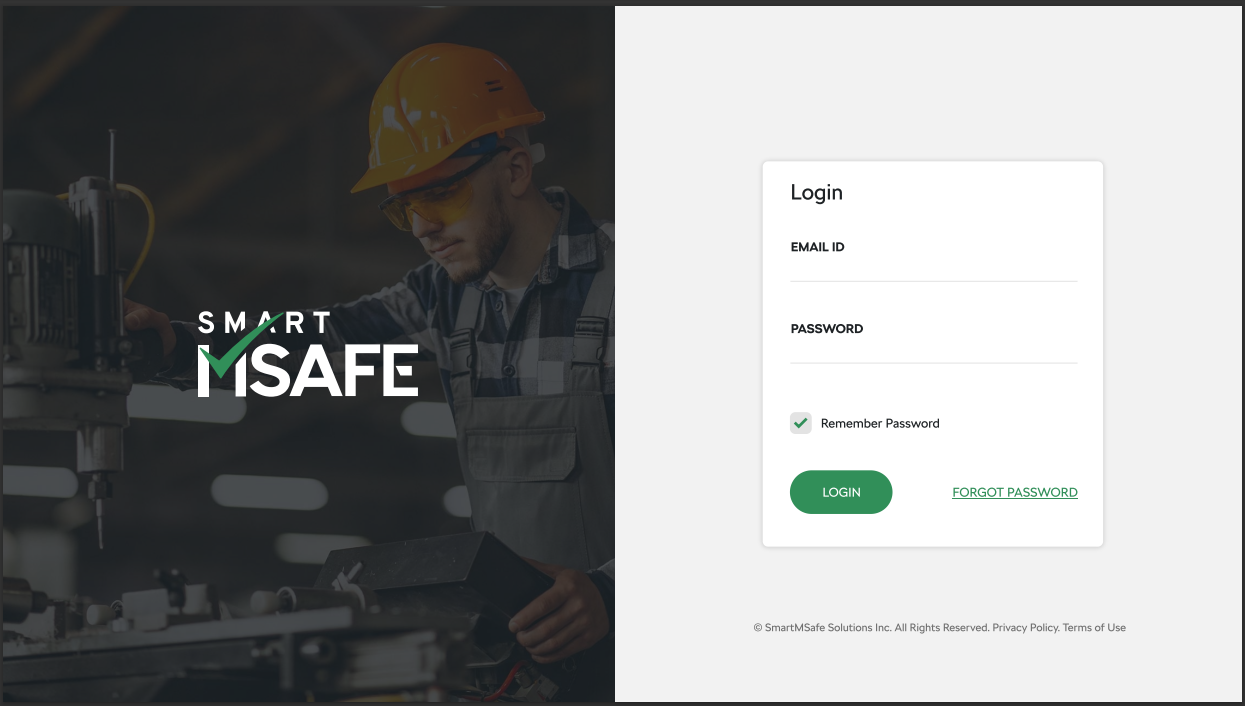 SMART
MSAFE
Login
EMAIL ID
PASSWORD
Remember Password
LOGIN
FORGOT PASSWORD
© SmartMSafe Solutions Inc. All Rights Reserved. Privacy Policy. Terms of Use